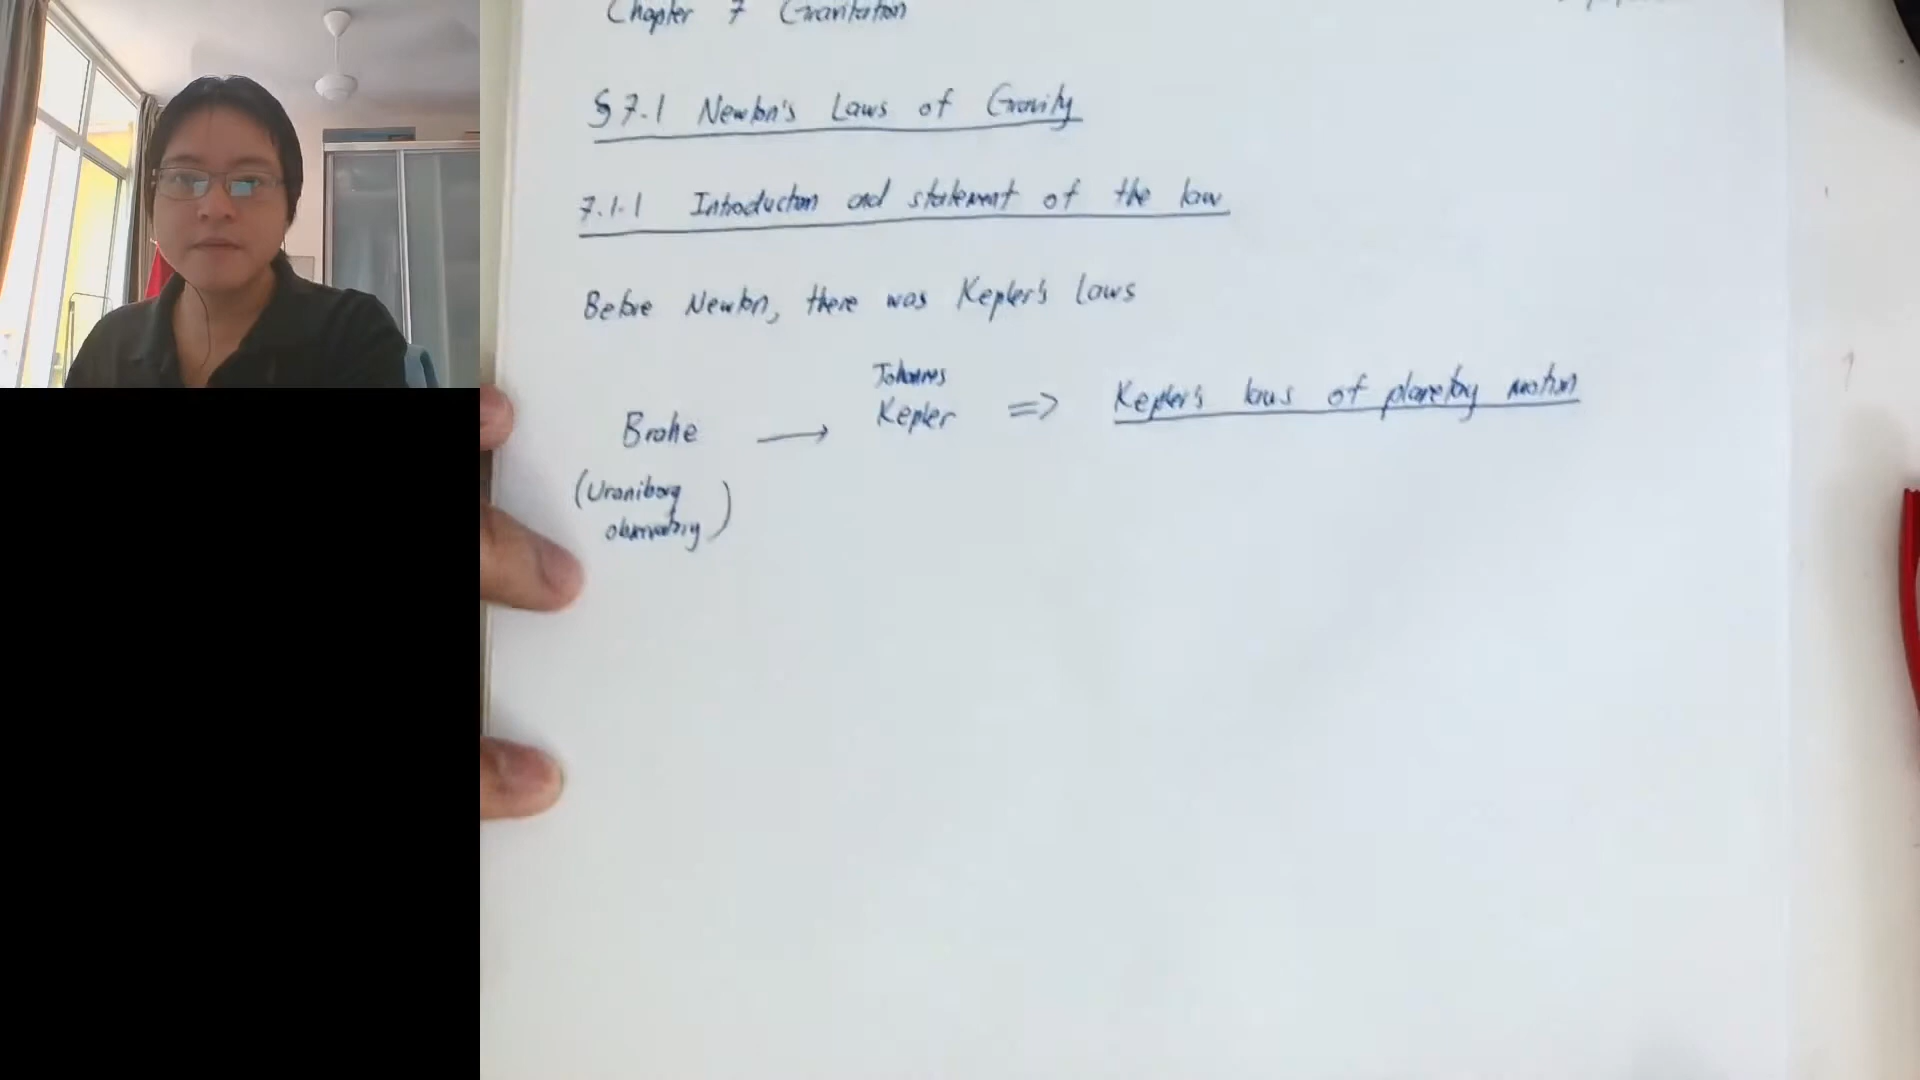 Chapter 7 Gravitation
§ 7.1 Newton's Laws of Gravity
7.1.1 Introduction and statement of the law
Before Newton, there was Kepler's Laws
Brahe → Johannes Kepler => Kepler's laws of planetary motion
(Uraniborg
observatory)